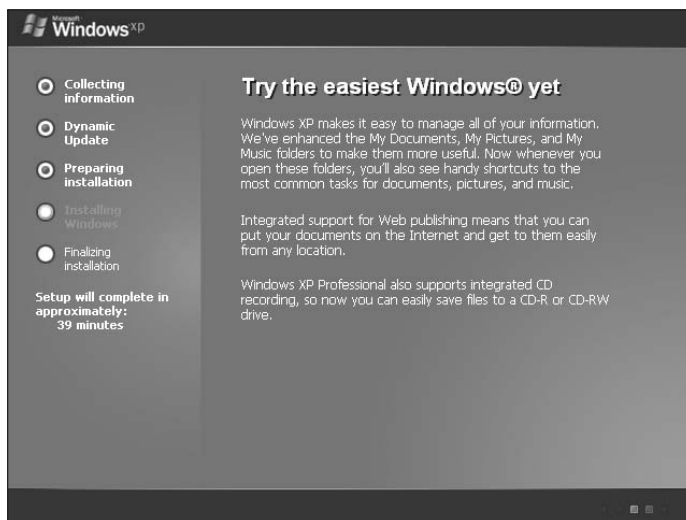 Microsoft
Windows xp
Collecting
information
Dynamic
Update
Preparing
installation
Installing
Windows
Finalizing
installation
Setup will complete in
approximately:
39 minutes
Try the easiest Windows® yet
Windows XP makes it easy to manage all of your information.
We've enhanced the My Documents, My Pictures, and My
Music folders to make them more useful. Now whenever you
open these folders, you'll also see handy shortcuts to the
most common tasks for documents, pictures, and music.
Integrated support for Web publishing means that you can
put your documents on the Internet and get to them easily
from any location.
Windows XP Professional also supports integrated CD
recording, so now you can easily save files to a CD-R or CD-RW
drive.